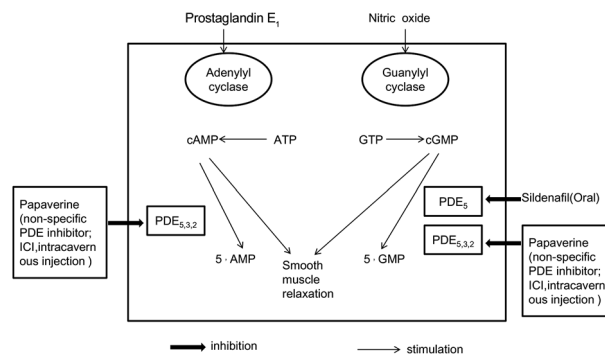 Prostaglandin E1
Nitric oxide
Adenylyl
cyclase
Guanylyl
cyclase
cAMP
ATP
GTP
cGMP
Papaverine
(non-specific
PDE inhibitor;
ICI,intracavern
ous injection )
PDE5,3,2
PDE5
Sildenafil(Oral)
PDE5,3,2
Papaverine
(non-specific
PDE inhibitor;
ICI,intracavern
ous injection )
5 · AMP
Smooth
muscle
relaxation
5 · GMP
inhibition
stimulation